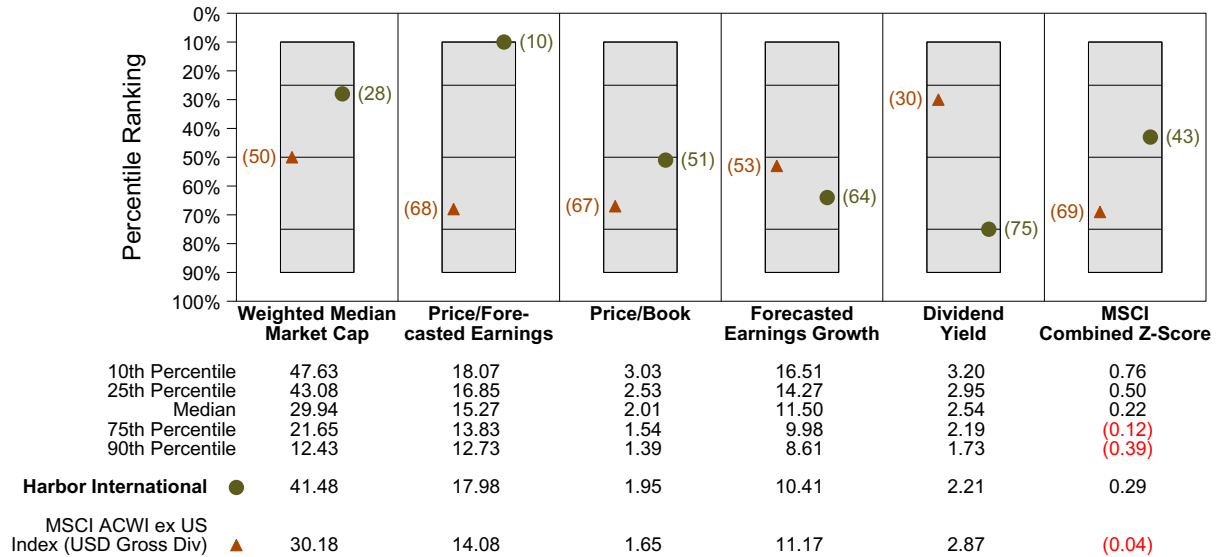 Percentile Ranking
0%
10%
20%
30%
40%
50%
60%
70%
80%
90%
100%
(28)
(50)
(10)
(68)
(51)
(67)
(53)
(64)
(30)
(75)
(43)
(69)
Weighted Median
Market Cap
Price/Fore-
casted Earnings
Price/Book
Forecasted
Earnings Growth
Dividend
Yield
MSCI
Combined Z-Score
10th Percentile 47.63 18.07 3.03 16.51 3.20 0.76
25th Percentile 43.08 16.85 2.53 14.27 2.95 0.50
Median 29.94 15.27 2.01 11.50 2.54 0.22
75th Percentile 21.65 13.83 1.54 9.98 2.19 (0.12)
90th Percentile 12.43 12.73 1.39 8.61 1.73 (0.39)
Harbor International 41.48 17.98 1.95 10.41 2.21 0.29
MSCI ACWI ex US
Index (USD Gross Div) 30.18 14.08 1.65 11.17 2.87 (0.04)